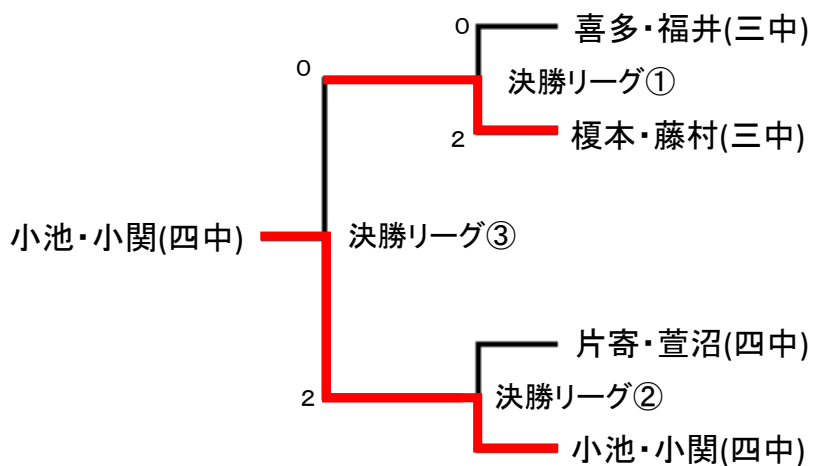 0
喜多・福井(三中)
0
決勝リーグ①
2
榎本・藤村(三中)
小池・小関(四中)
決勝リーグ③
片寄・萱沼(四中)
2
決勝リーグ②
小池・小関(四中)